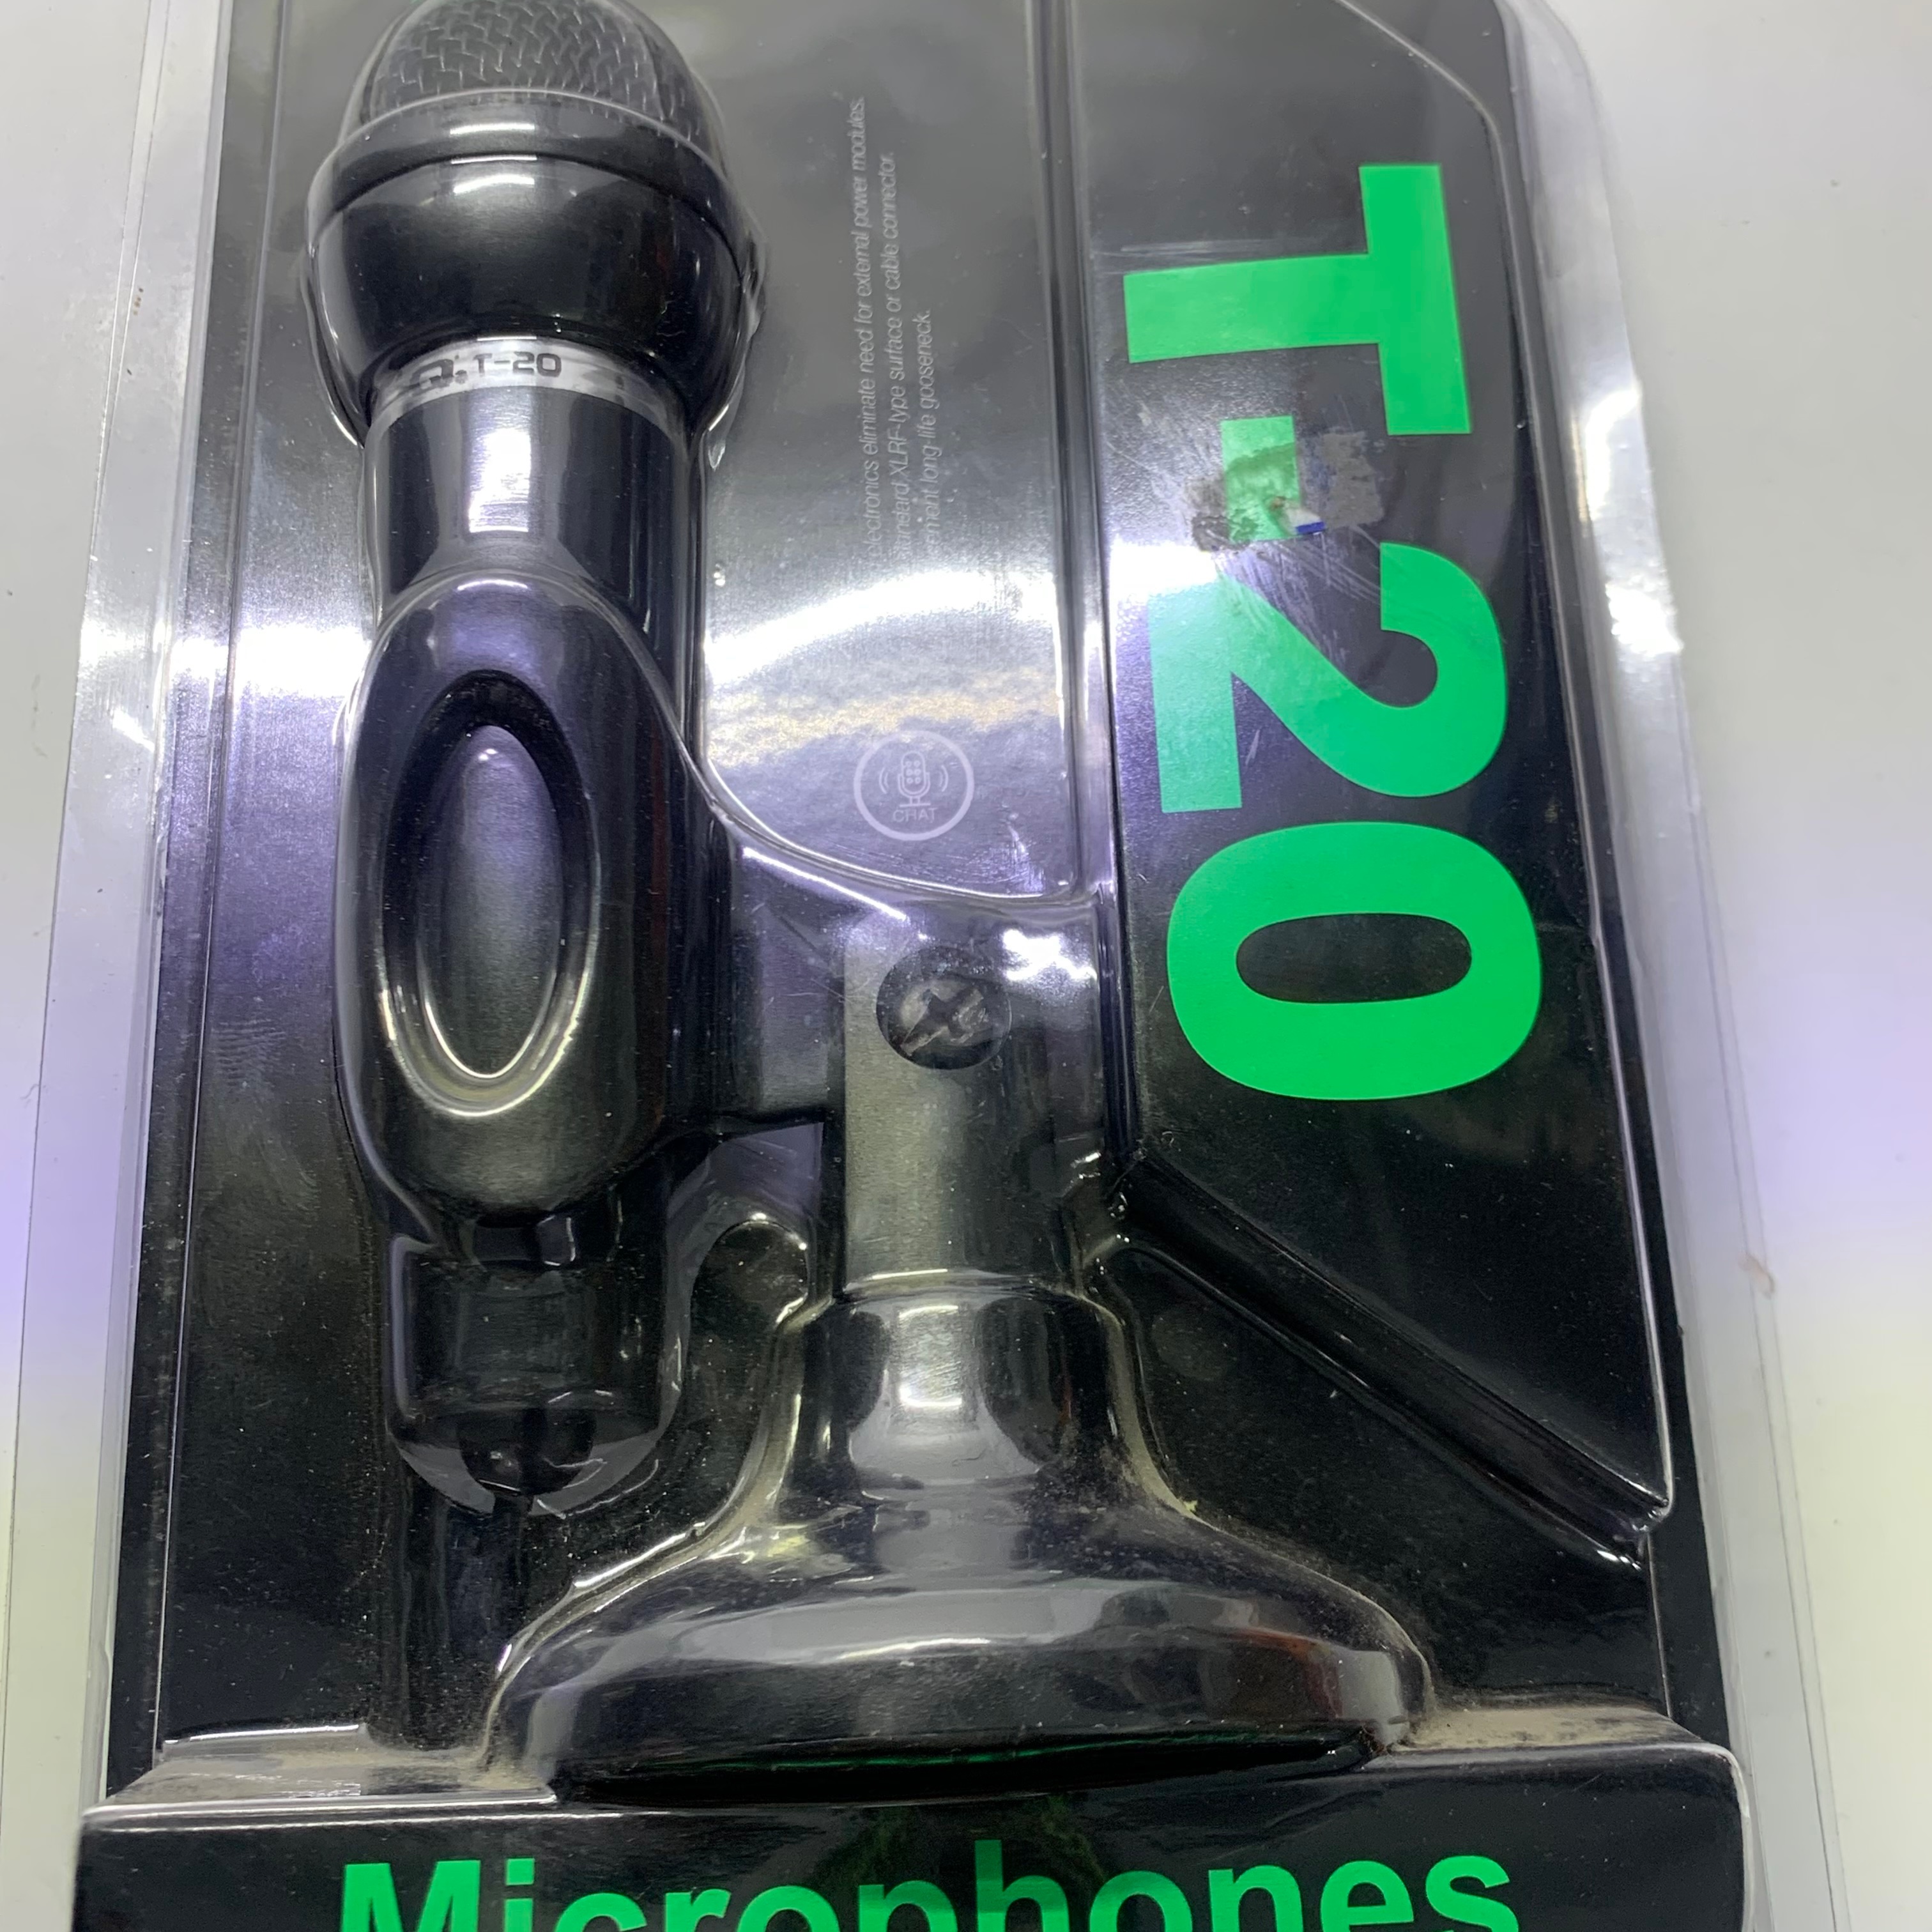 T-20
T-20
electronics eliminate need for external power modules.
standard XLRF-type surface or cable connector.
long life gooseneck.
CHAT
Microphones